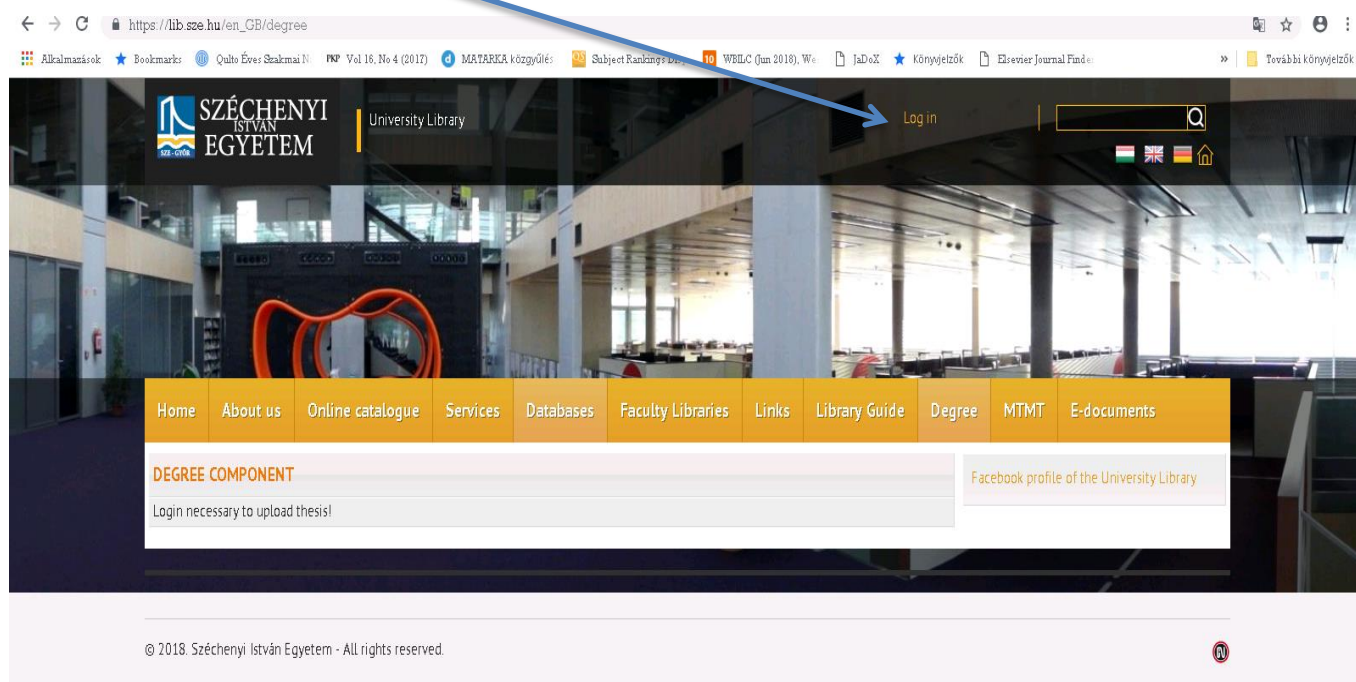 https://lib.sze.hu/en_GB/degree
Alkalmazások Bookmarks Qulto Éves Szakmai N PKP Vol 16, No 4 (2017) MATARKA közgyűlés Subject Rankings 10 WBILC (Jun 2018), We JaDoX Könyvjelzők Elsevier Journal Finder » További könyvjelzők
SZÉCHENYI
ISTVÁN
EGYETEM
SZE - GYŐR
University Library
Log in
Home About us Online catalogue Services Databases Faculty Libraries Links Library Guide Degree MTMT E-documents
DEGREE COMPONENT
Login necessary to upload thesis!
Facebook profile of the University Library
© 2018. Széchenyi István Egyetem - All rights reserved.